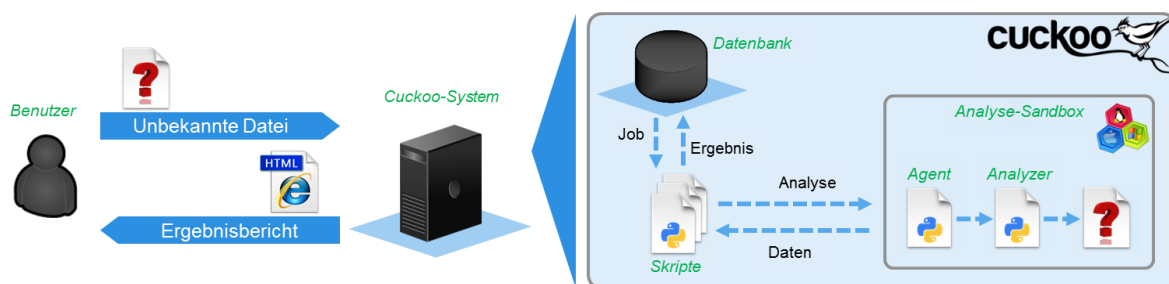 Benutzer
Unbekannte Datei
HTML
Ergebnisbericht
Cuckoo-System
Datenbank
cuckoo
Job
Ergebnis
Skripte
Analyse
Daten
Analyse-Sandbox
Agent
Analyzer